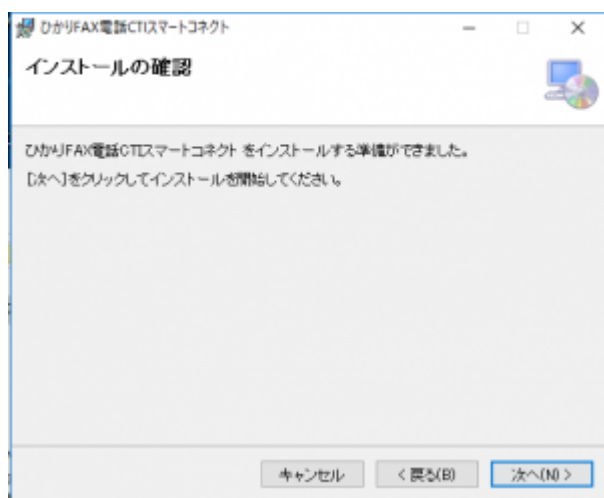 ひかりFAX電話CTIスマートコネクト
インストールの確認
ひかりFAX電話CTIスマートコネクト をインストールする準備ができました。
[次へ]をクリックしてインストールを開始してください。
キャンセル
< 戻る(B)
次へ(N) >